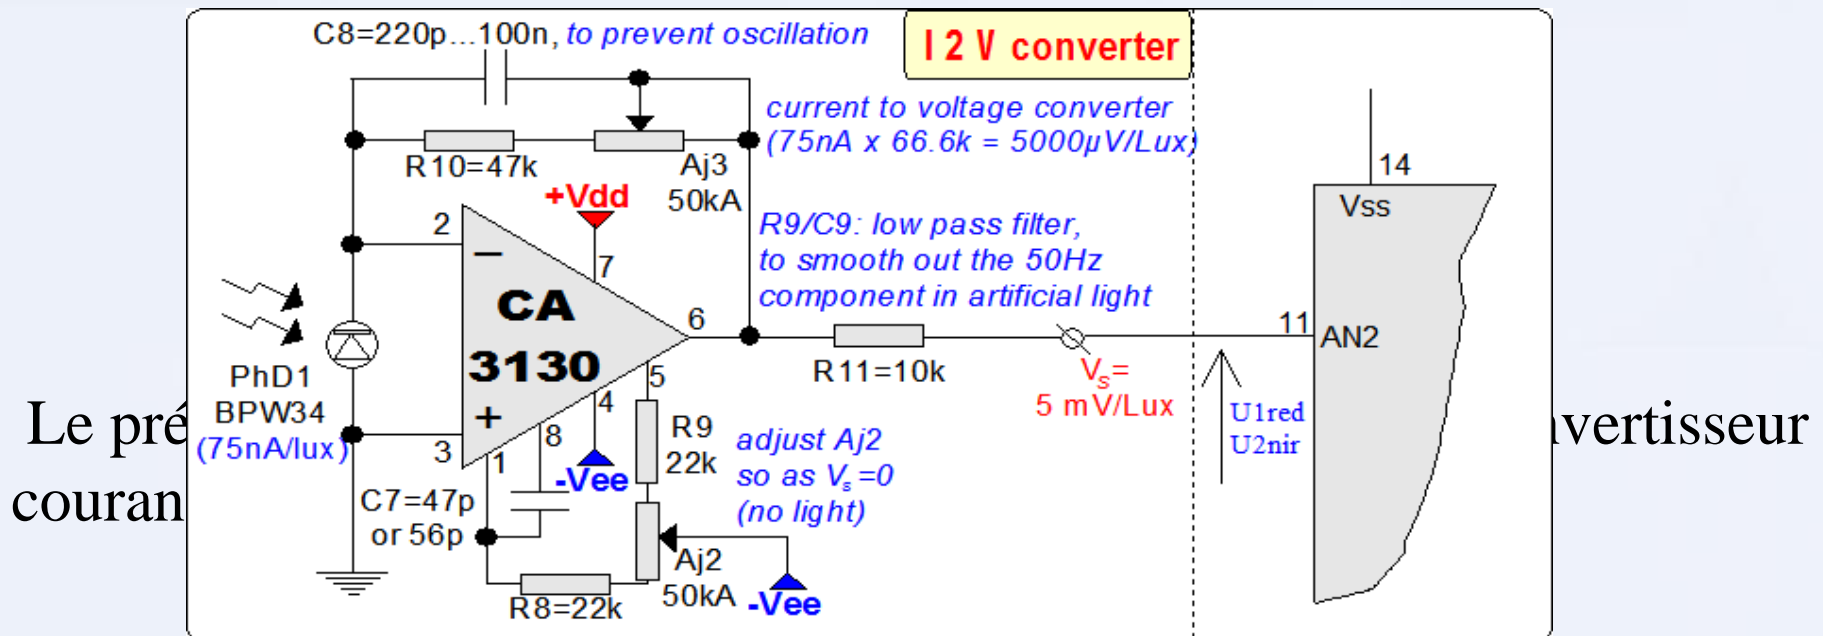 C8=220p...100n, to prevent oscillation
I 2 V converter
current to voltage converter
(75nA x 66.6k = 5000µV/Lux)
R10=47k
Aj3
50kA
+Vdd
14
Vss
2
−
7
R9/C9: low pass filter,
to smooth out the 50Hz
component in artificial light
CA
3130
6
11
AN2
R11=10k
Vs=
5 mV/Lux
U1red
U2nir
PhD1
BPW34
(75nA/lux)
+
3
1
8
4
5
-Vee
R9
22k
adjust Aj2
so as Vs =0
(no light)
C7=47p
or 56p
Aj2
50kA
-Vee
R8=22k
Le pré
nvertisseur
couran